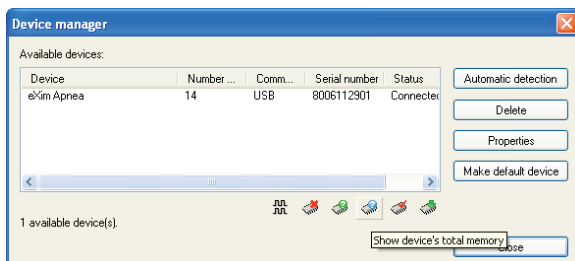 Device manager
Available devices:
Device Number ... Comm... Serial number Status
eXim Apnea 14 USB 8006112901 Connected
Automatic detection
Delete
Properties
Make default device
1 available device(s).
Show device's total memory
Close